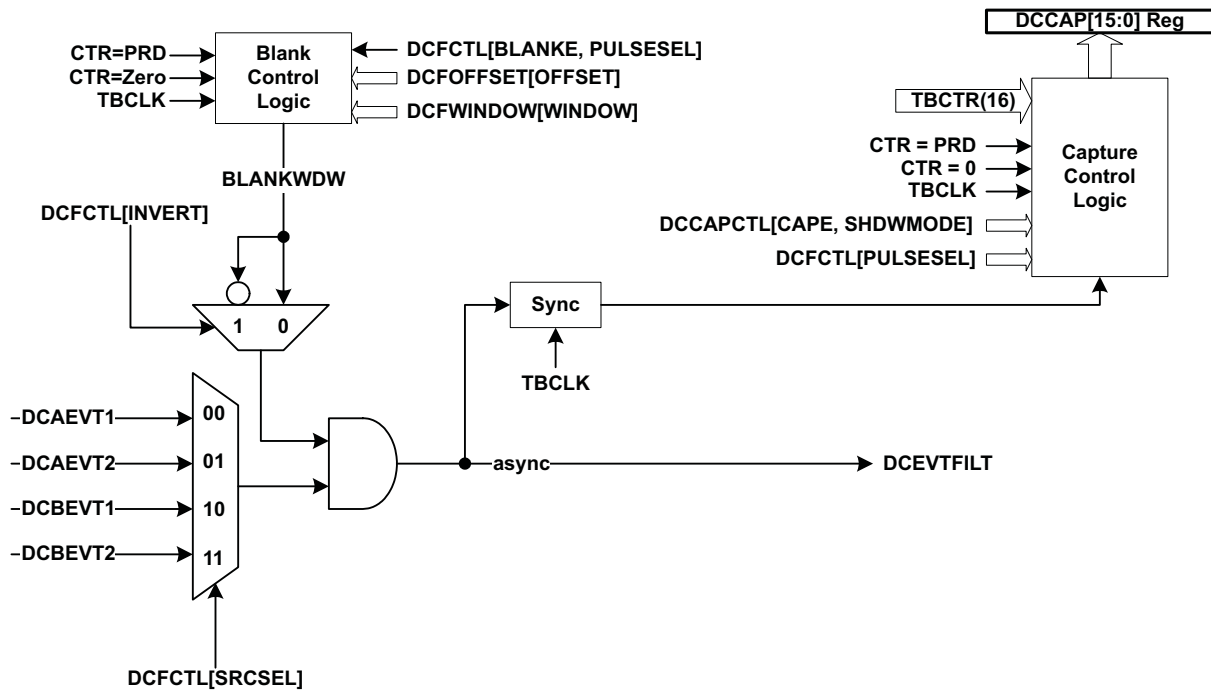 DCCAP[15:0] Reg
CTR=PRD
CTR=Zero
TBCLK
Blank
Control
Logic
DCFCTL[BLANKE, PULSESEL]
DCFOFFSET[OFFSET]
DCFWINDOW[WINDOW]
TBCTR(16)
CTR = PRD
CTR = 0
TBCLK
DCCAPCTL[CAPE, SHDWMODE]
DCFCTL[PULSESEL]
Capture
Control
Logic
BLANKWDW
DCFCTL[INVERT]
1 0
Sync
TBCLK
–DCAEVT1
–DCAEVT2
–DCBEVT1
–DCBEVT2
00
01
10
11
async
DCEVTFILT
DCFCTL[SRCSEL]